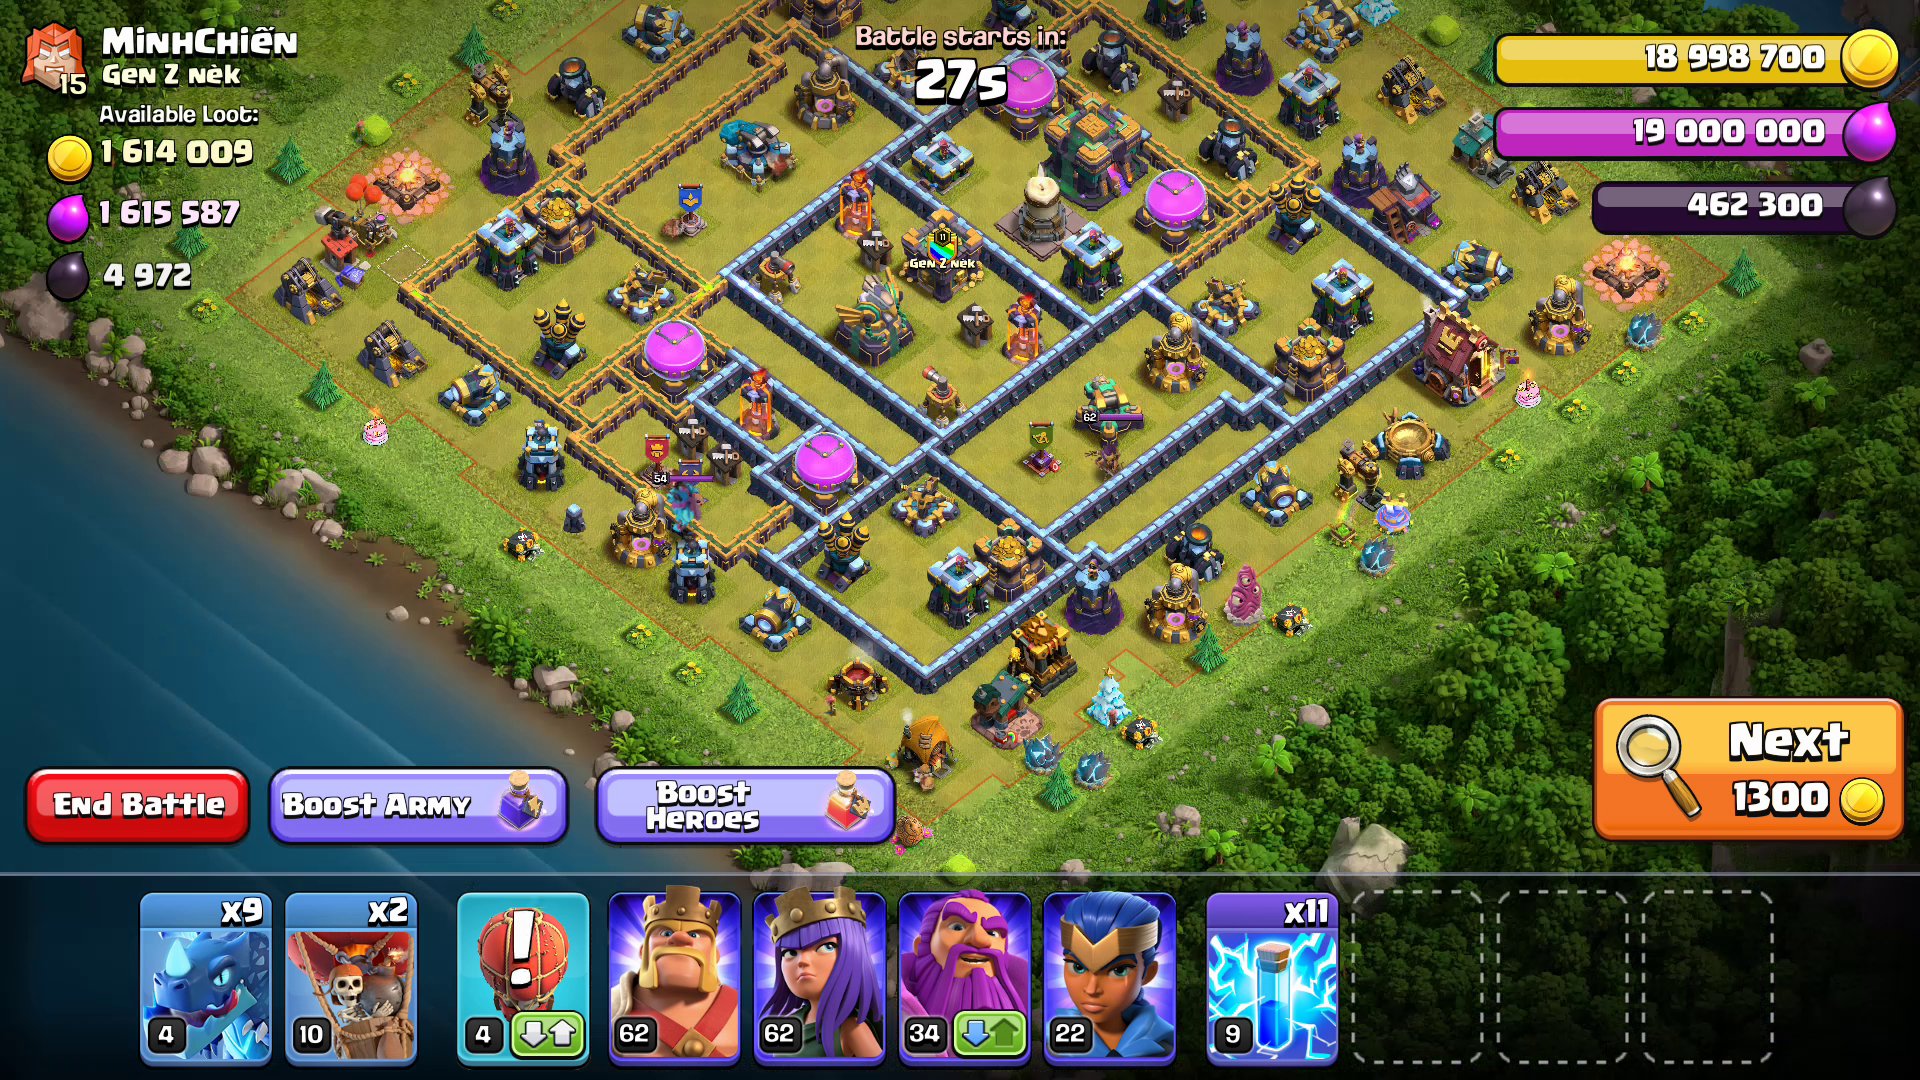 MinhChiến
15
Gen Z nèk
Available Loot:
1 614 009
1 615 587
4 972
Battle starts in:
27s
18 998 700
19 000 000
462 300
11
Gen Z nèk
62
54
Next
1300
End Battle
Boost Army
Boost
Heroes
x9
x2
x11
4
10
4
62
62
34
22
9